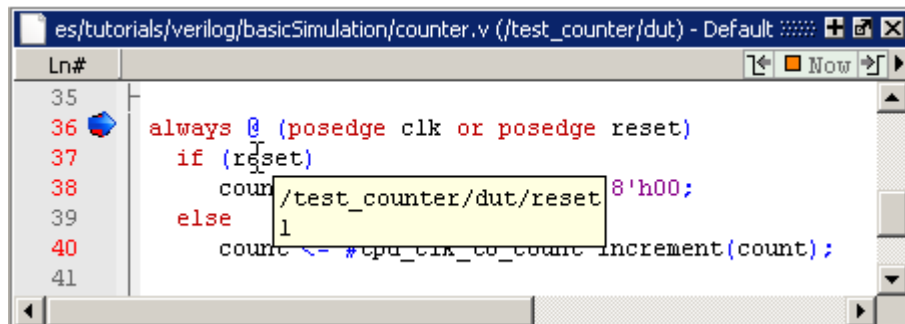 es/tutorials/verilog/basicSimulation/counter.v (/test_counter/dut) - Default
Ln#
Now
35
36 always @ (posedge clk or posedge reset)
37 if (reset)
38 coun 8'h00;
/test_counter/dut/reset
1
39 else
40 count <= #tpd_clk_to_count increment(count);
41